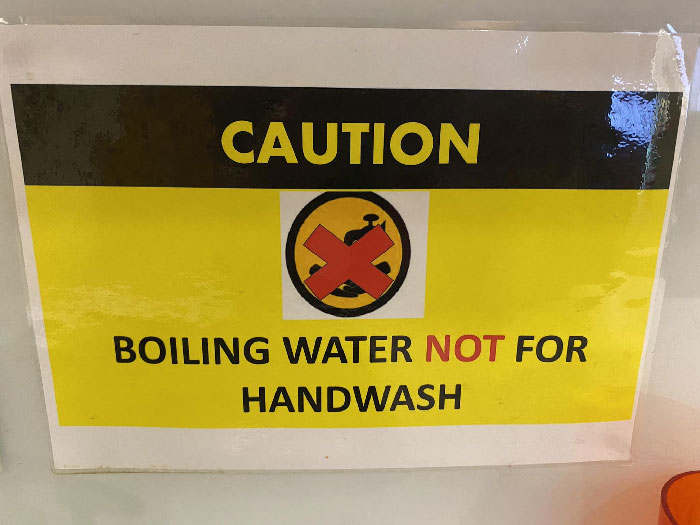 CAUTION
BOILING WATER NOT FOR
HANDWASH